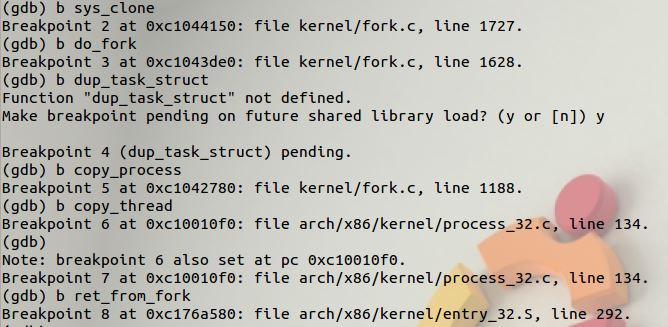 (gdb) b sys_clone
Breakpoint 2 at 0xc1044150: file kernel/fork.c, line 1727.
(gdb) b do_fork
Breakpoint 3 at 0xc1043de0: file kernel/fork.c, line 1628.
(gdb) b dup_task_struct
Function "dup_task_struct" not defined.
Make breakpoint pending on future shared library load? (y or [n]) y
Breakpoint 4 (dup_task_struct) pending.
(gdb) b copy_process
Breakpoint 5 at 0xc1042780: file kernel/fork.c, line 1188.
(gdb) b copy_thread
Breakpoint 6 at 0xc10010f0: file arch/x86/kernel/process_32.c, line 134.
(gdb)
Note: breakpoint 6 also set at pc 0xc10010f0.
Breakpoint 7 at 0xc10010f0: file arch/x86/kernel/process_32.c, line 134.
(gdb) b ret_from_fork
Breakpoint 8 at 0xc176a580: file arch/x86/kernel/entry_32.S, line 292.